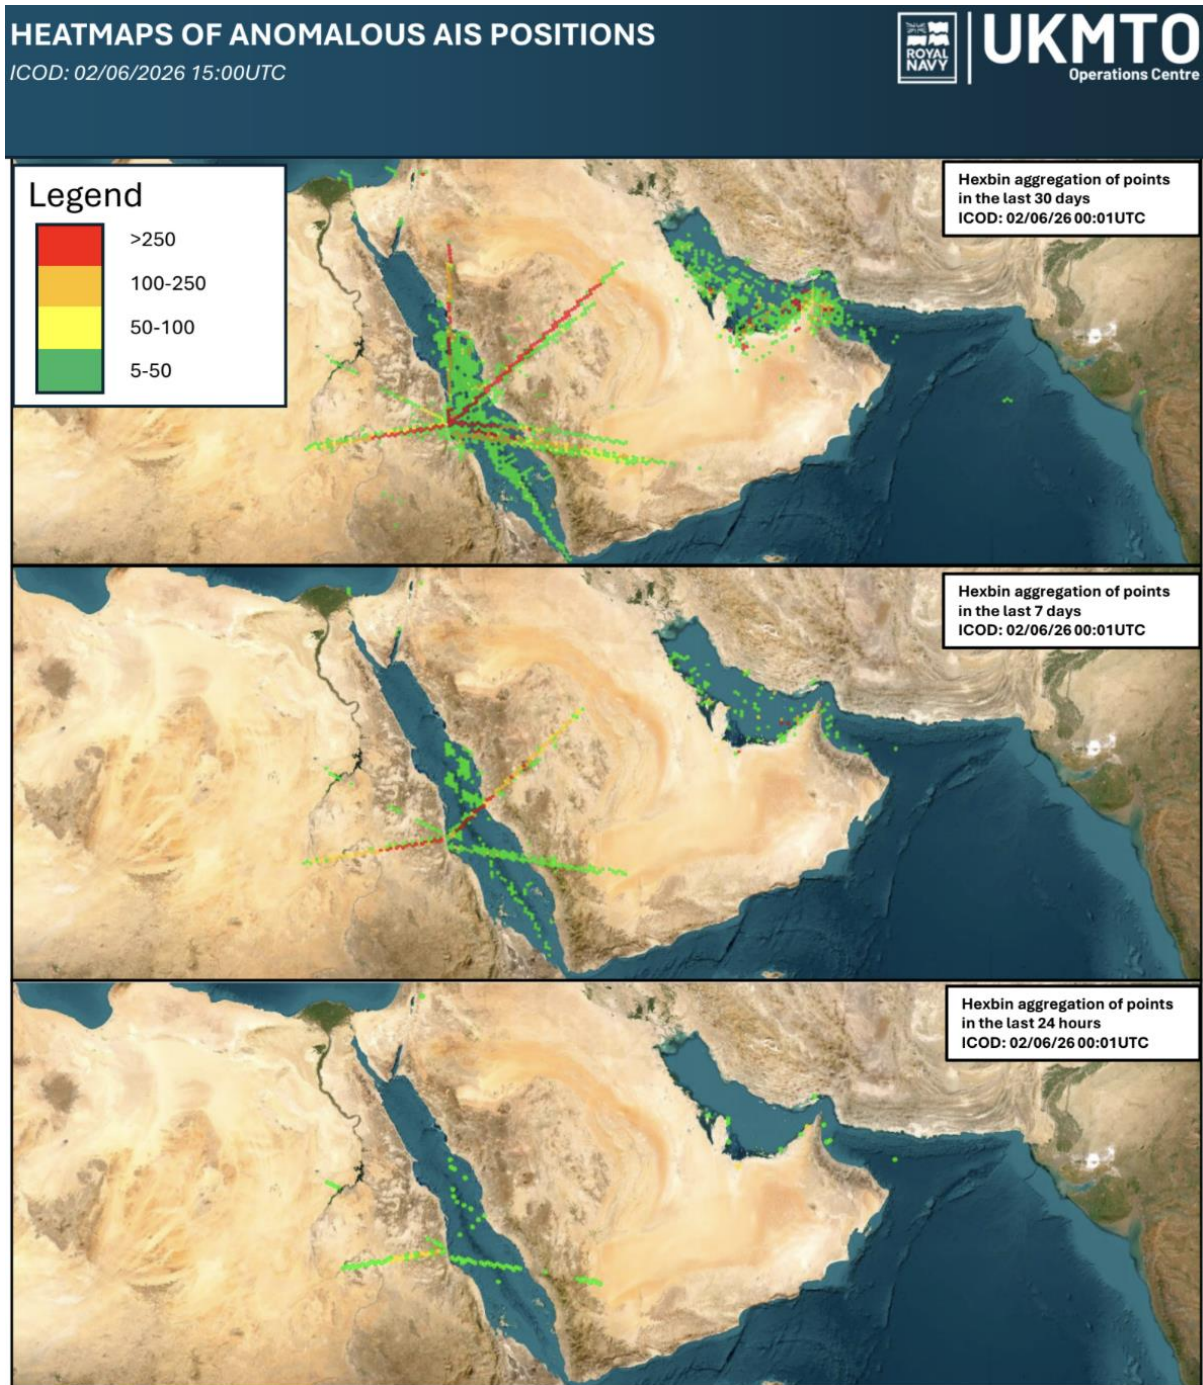 HEATMAPS OF ANOMALOUS AIS POSITIONS
ICOD: 02/06/2026 15:00UTC
ROYAL
NAVY
UKMTO
Operations Centre
Legend
>250
100-250
50-100
5-50
Hexbin aggregation of points
in the last 30 days
ICOD: 02/06/26 00:01UTC
Hexbin aggregation of points
in the last 7 days
ICOD: 02/06/26 00:01UTC
Hexbin aggregation of points
in the last 24 hours
ICOD: 02/06/26 00:01UTC